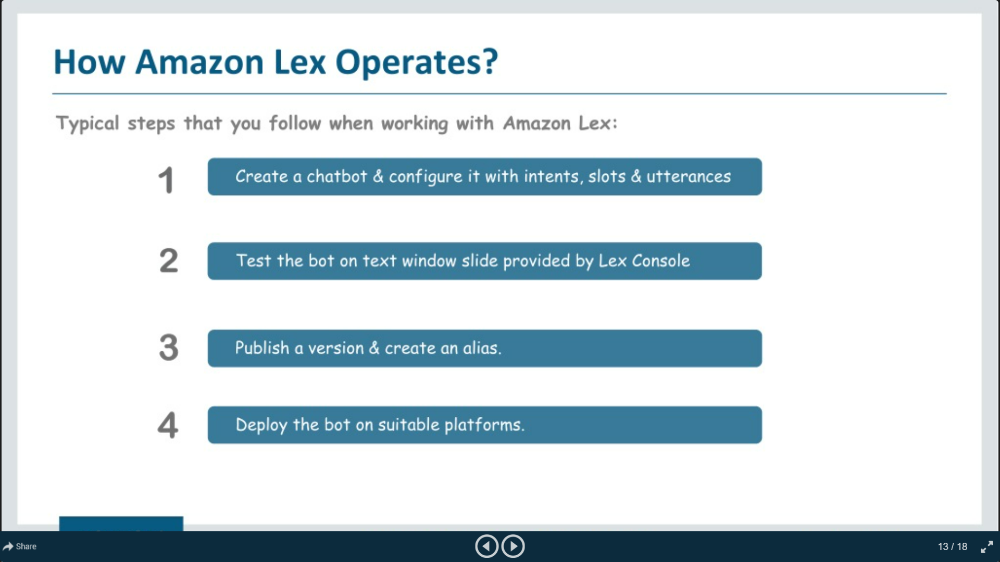 How Amazon Lex Operates?
Typical steps that you follow when working with Amazon Lex:
1
Create a chatbot & configure it with intents, slots & utterances
2
Test the bot on text window slide provided by Lex Console
3
Publish a version & create an alias.
4
Deploy the bot on suitable platforms.
Share
13 / 18